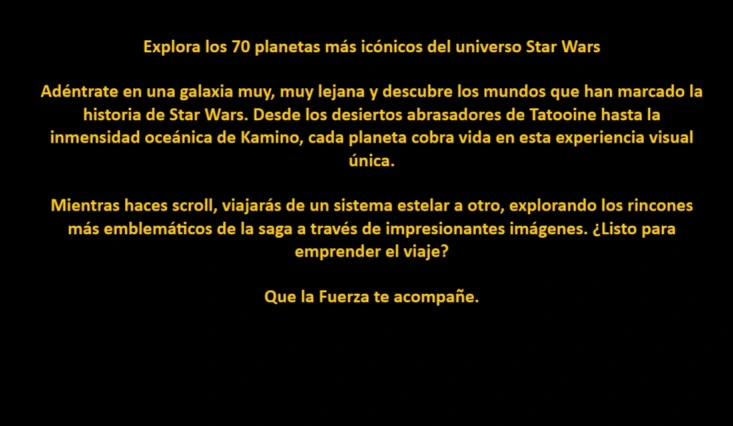 Explora los 70 planetas más icónicos del universo Star Wars
Adéntrate en una galaxia muy, muy lejana y descubre los mundos que han marcado la
historia de Star Wars. Desde los desiertos abrasadores de Tatooine hasta la
inmensidad oceánica de Kamino, cada planeta cobra vida en esta experiencia visual
única.
Mientras haces scroll, viajarás de un sistema estelar a otro, explorando los rincones
más emblemáticos de la saga a través de impresionantes imágenes. ¿Listo para
emprender el viaje?
Que la Fuerza te acompañe.